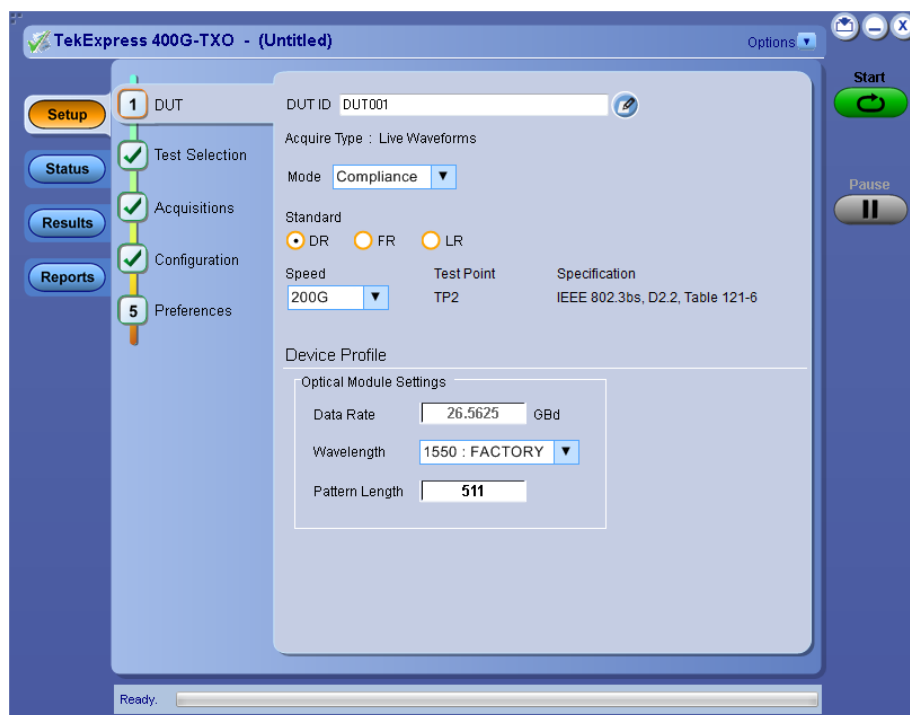 TekExpress 400G-TXO - (Untitled)
Options
X
Setup
Status
Results
Reports
1 DUT
Test Selection
Acquisitions
Configuration
5 Preferences
DUT ID DUT001
Acquire Type : Live Waveforms
Mode Compliance
Standard
DR FR LR
Speed Test Point Specification
200G TP2 IEEE 802.3bs, D2.2, Table 121-6
Device Profile
Optical Module Settings
Data Rate 26.5625 GBd
Wavelength 1550 : FACTORY
Pattern Length 511
Start
Pause
Ready.